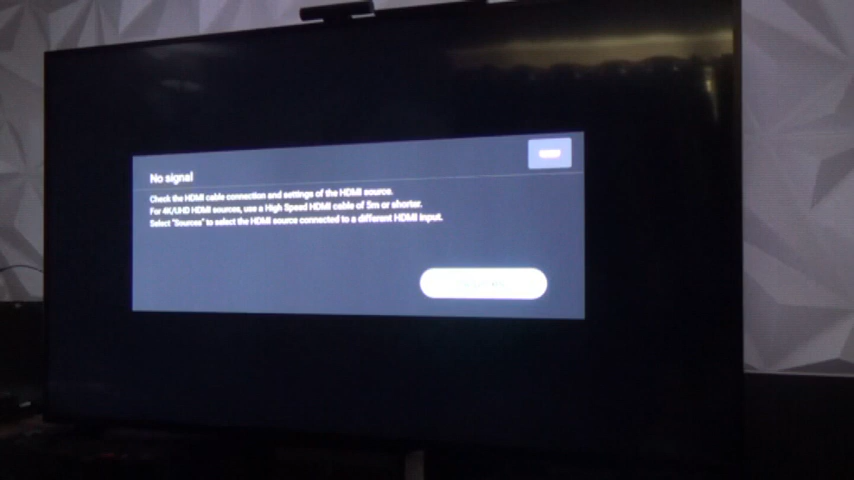 No signal
Check the HDMI cable connection and settings of the HDMI source.
For 4K/UHD HDMI sources, use a High Speed HDMI cable of 5m or shorter.
Select "Sources" to select the HDMI source connected to a different HDMI input.